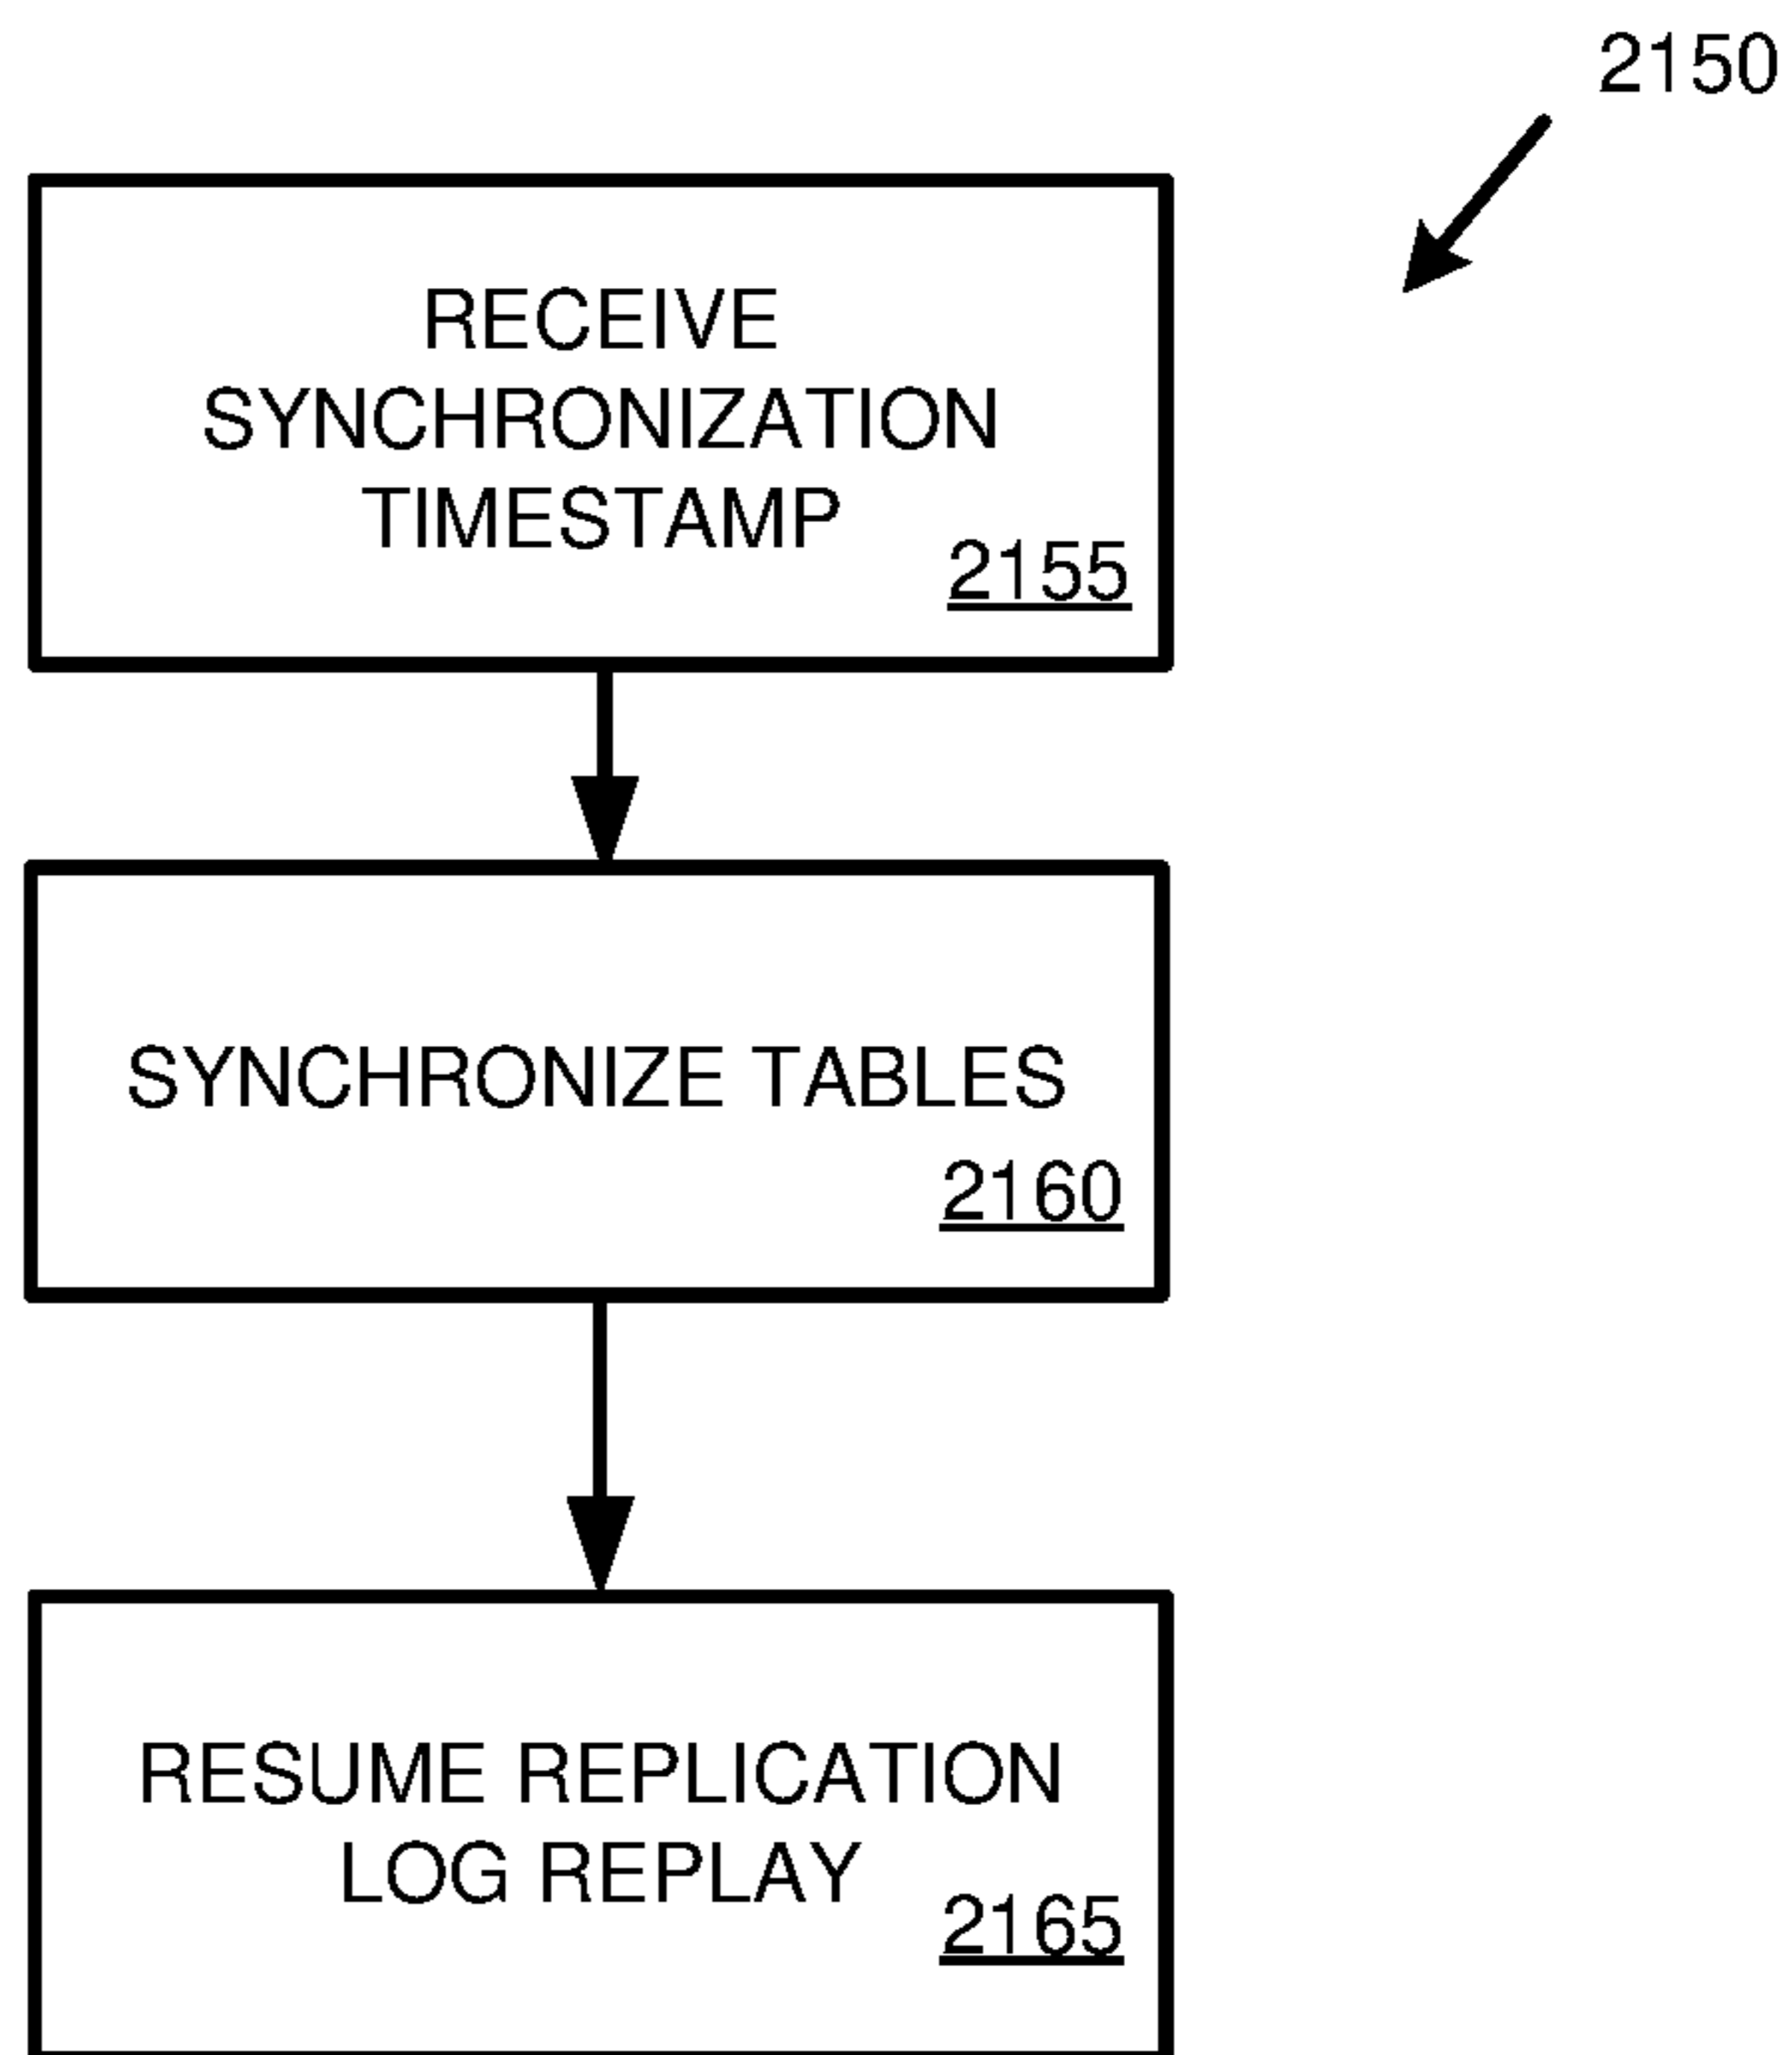 2150
RECEIVE
SYNCHRONIZATION
TIMESTAMP
2155
SYNCHRONIZE TABLES
2160
RESUME REPLICATION
LOG REPLAY
2165